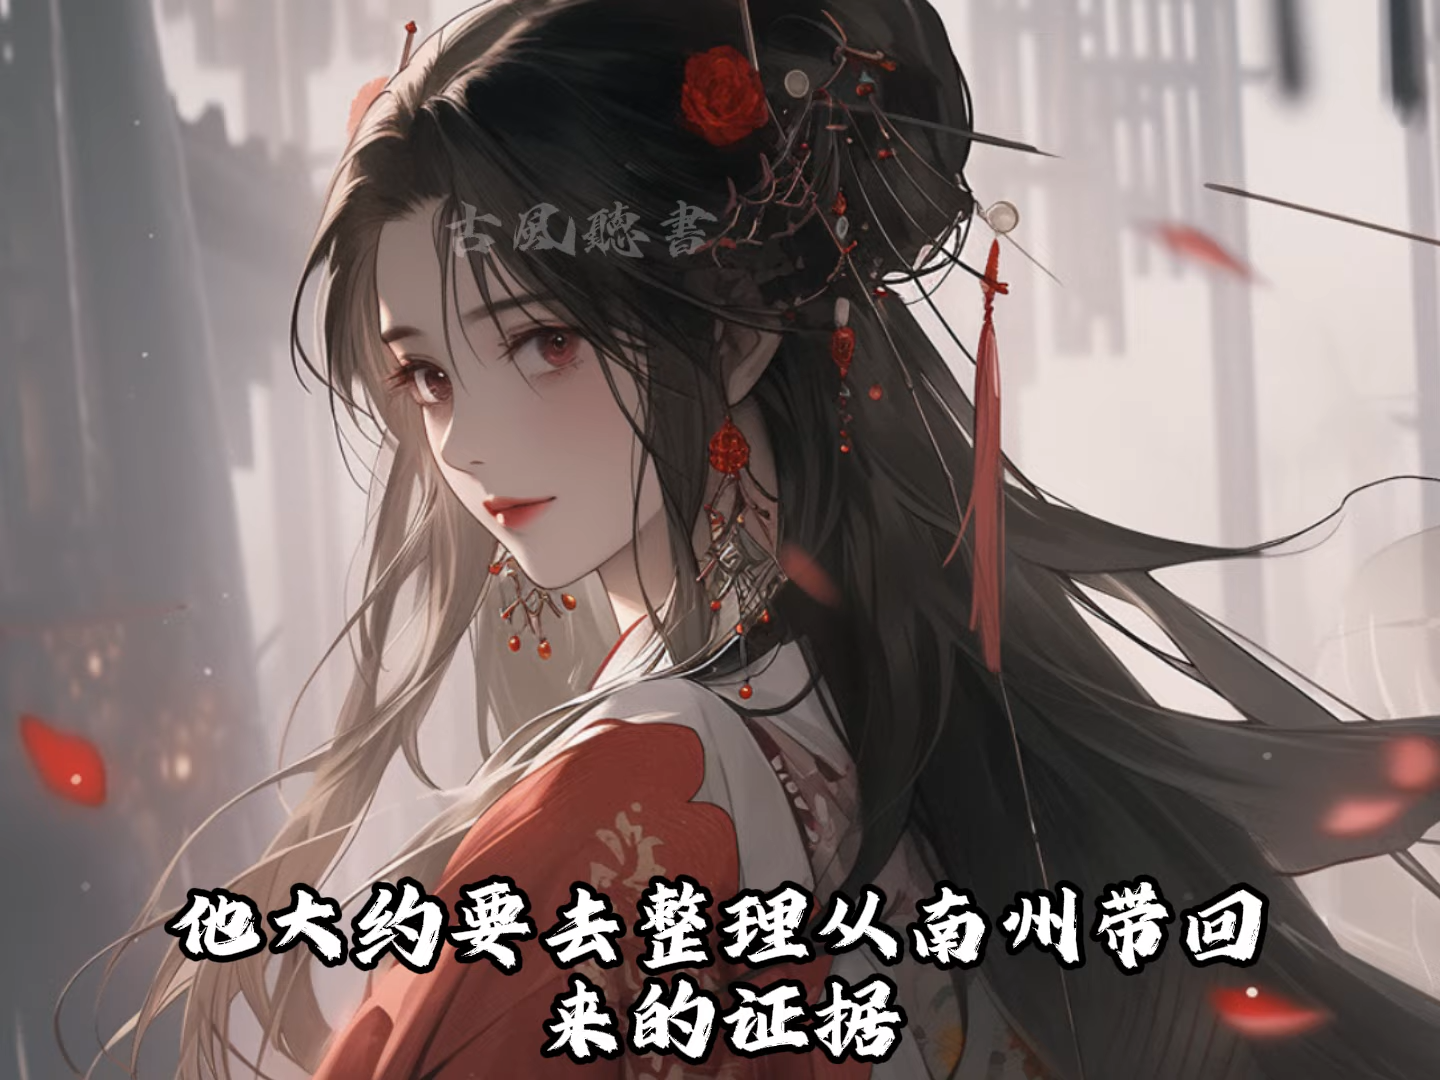 古風聽書
他大约要去整理从南州带回
来的证据